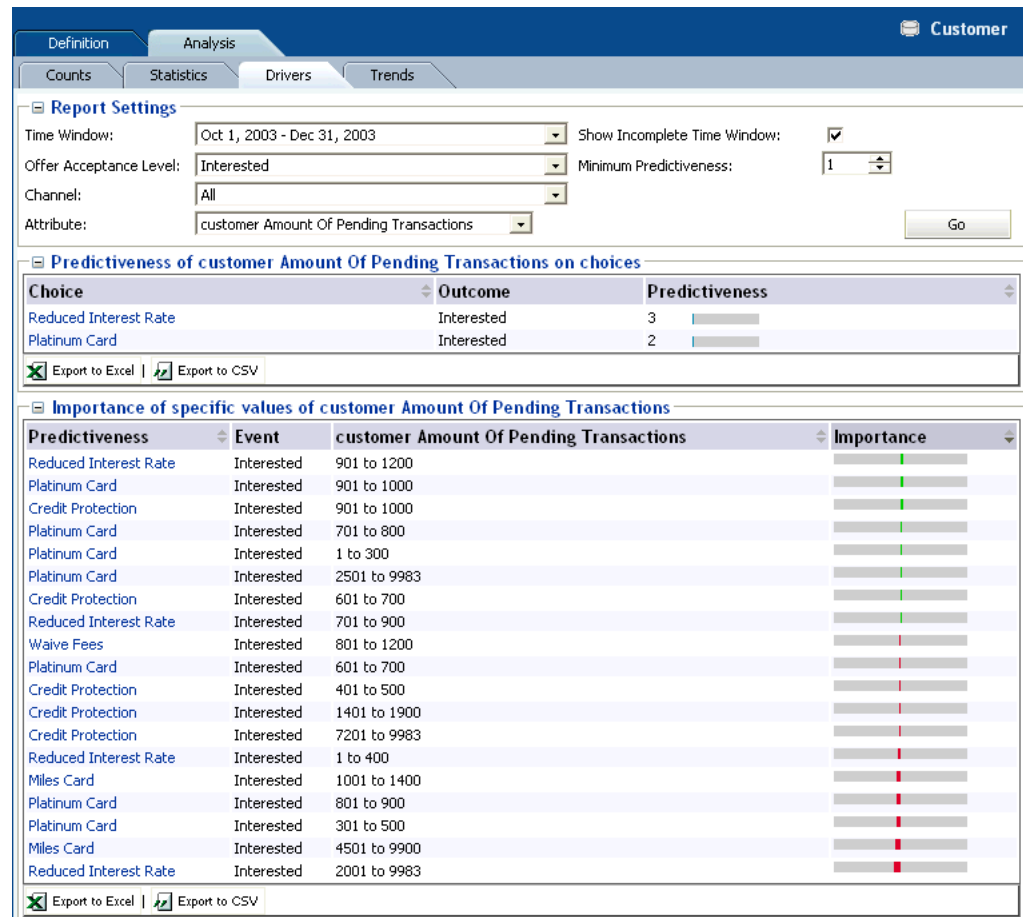 Customer
Definition Analysis
Counts Statistics Drivers Trends
Report Settings
Time Window: Oct 1, 2003 - Dec 31, 2003 Show Incomplete Time Window:
Offer Acceptance Level: Interested Minimum Predictiveness: 1
Channel: All
Attribute: customer Amount Of Pending Transactions Go
Predictiveness of customer Amount Of Pending Transactions on choices
Choice Outcome Predictiveness
Reduced Interest Rate Interested 3
Platinum Card Interested 2
Export to Excel | Export to CSV
Importance of specific values of customer Amount Of Pending Transactions
Predictiveness Event customer Amount Of Pending Transactions Importance
Reduced Interest Rate Interested 901 to 1200
Platinum Card Interested 901 to 1000
Credit Protection Interested 901 to 1000
Platinum Card Interested 701 to 800
Platinum Card Interested 1 to 300
Platinum Card Interested 2501 to 9983
Credit Protection Interested 601 to 700
Reduced Interest Rate Interested 701 to 900
Waive Fees Interested 801 to 1200
Platinum Card Interested 601 to 700
Credit Protection Interested 401 to 500
Credit Protection Interested 1401 to 1900
Credit Protection Interested 7201 to 9983
Reduced Interest Rate Interested 1 to 400
Miles Card Interested 1001 to 1400
Platinum Card Interested 801 to 900
Platinum Card Interested 301 to 500
Miles Card Interested 4501 to 9900
Reduced Interest Rate Interested 2001 to 9983
Export to Excel | Export to CSV